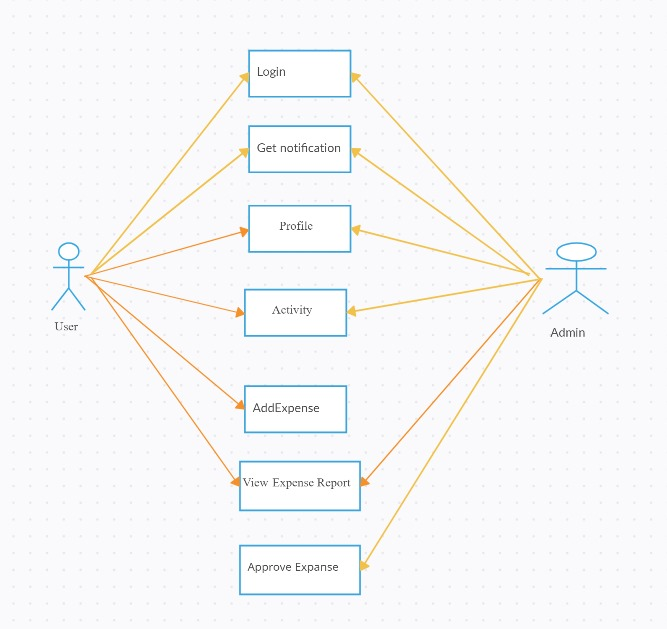 Login
Get notification
Profile
Activity
User
Admin
AddExpense
View Expense Report
Approve Expanse